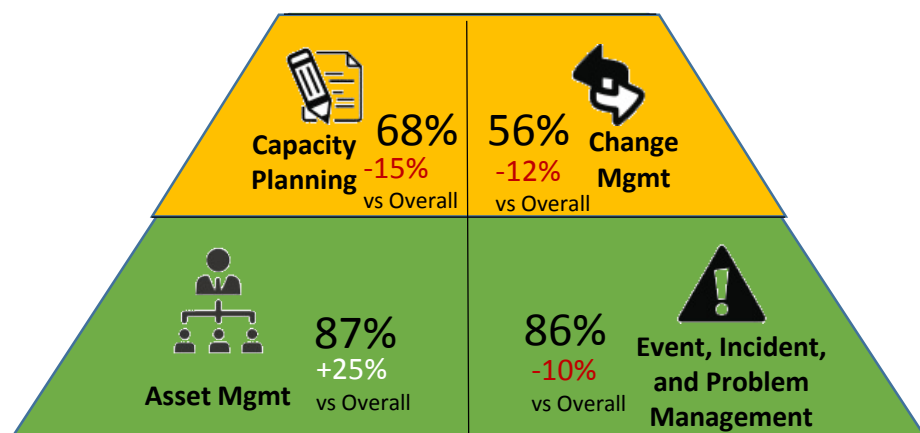 Capacity
Planning
68%
-15%
vs Overall
56%
-12%
vs Overall
Change
Mgmt
Asset Mgmt
87%
+25%
vs Overall
86%
-10%
vs Overall
Event, Incident,
and Problem
Management